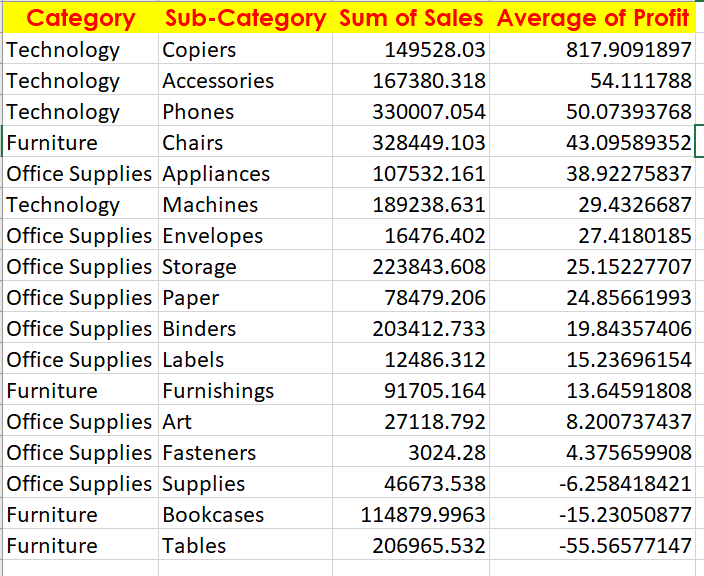 Category Sub-Category Sum of Sales Average of Profit
Technology Copiers 149528.03 817.9091897
Technology Accessories 167380.318 54.111788
Technology Phones 330007.054 50.07393768
Furniture Chairs 328449.103 43.09589352
Office Supplies Appliances 107532.161 38.92275837
Technology Machines 189238.631 29.4326687
Office Supplies Envelopes 16476.402 27.4180185
Office Supplies Storage 223843.608 25.15227707
Office Supplies Paper 78479.206 24.85661993
Office Supplies Binders 203412.733 19.84357406
Office Supplies Labels 12486.312 15.23696154
Furniture Furnishings 91705.164 13.64591808
Office Supplies Art 27118.792 8.200737437
Office Supplies Fasteners 3024.28 4.375659908
Office Supplies Supplies 46673.538 -6.258418421
Furniture Bookcases 114879.9963 -15.23050877
Furniture Tables 206965.532 -55.56577147